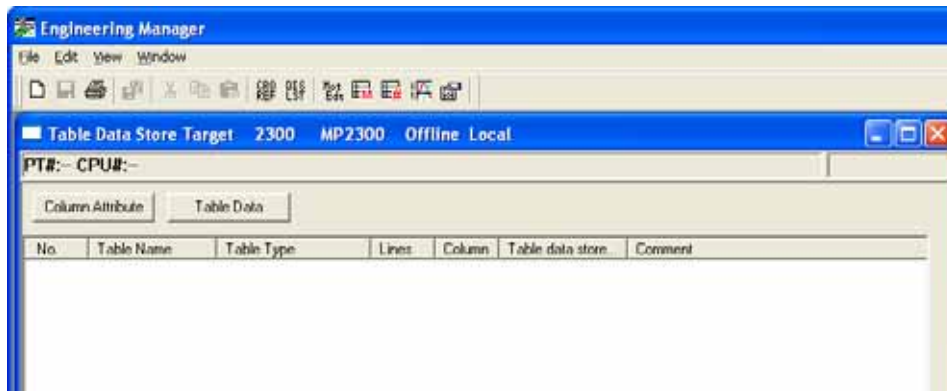 Engineering Manager
File Edit View Window
Table Data Store Target 2300 MP2300 Offline Local
PT#:-- CPU#:--
Column Attribute Table Data
No. Table Name Table Type Lines Column Table data store Comment